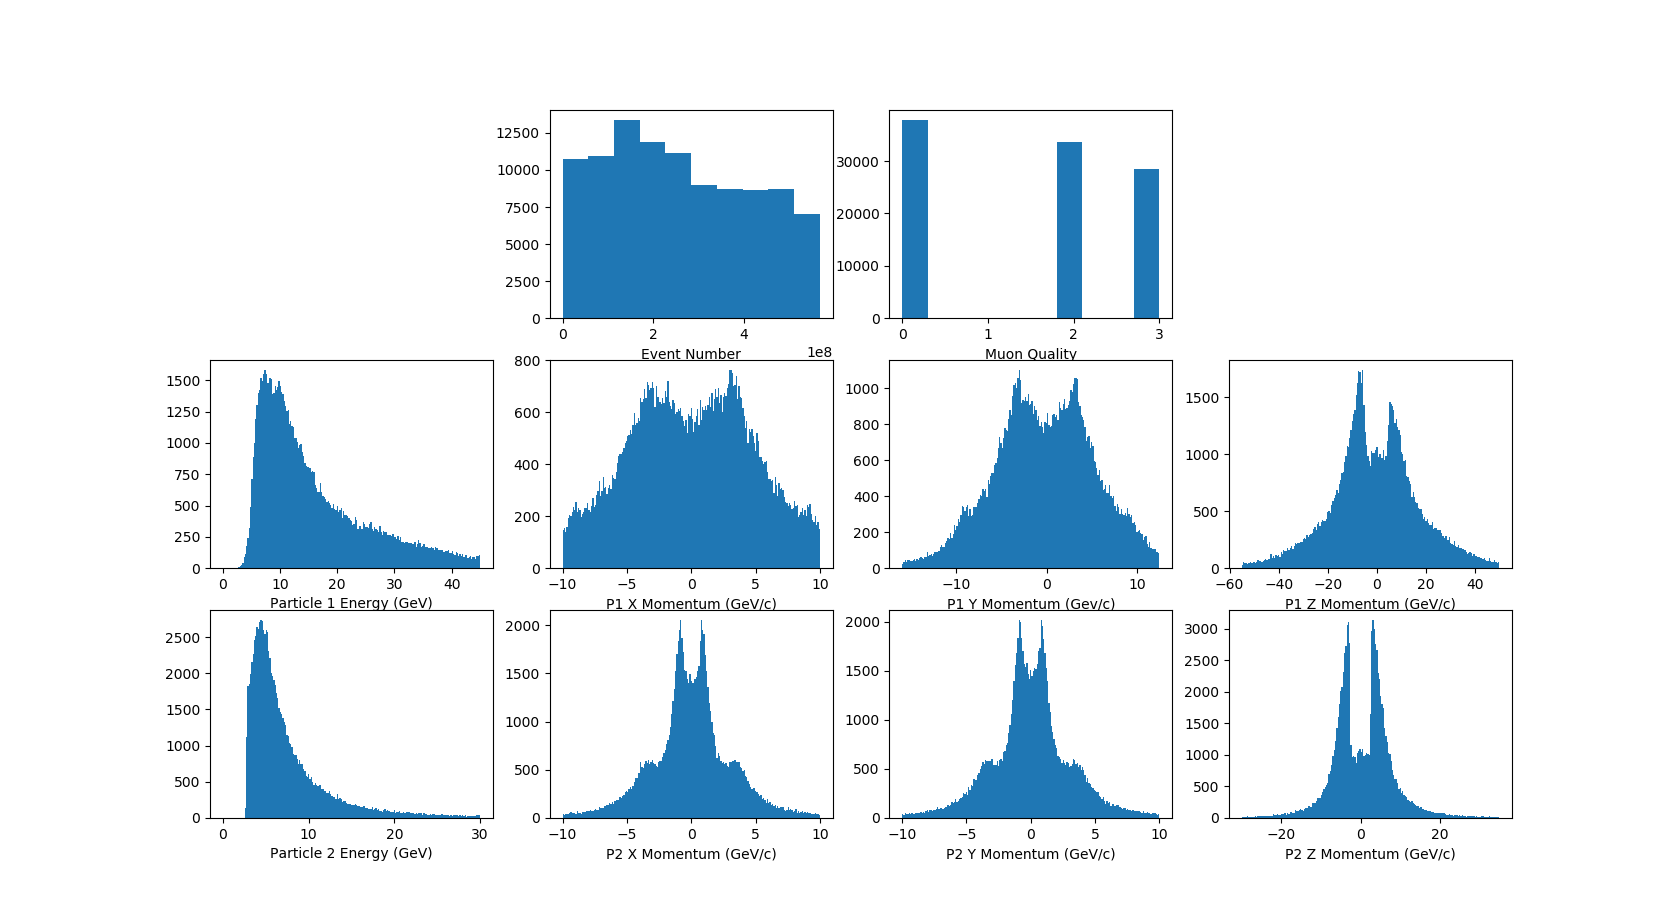 12500
10000
7500
5000
2500
0
0 2 4
1e8
Event Number
30000
20000
10000
0
0 1 2 3
Muon Quality
1500
1250
1000
750
500
250
0
0 10 20 30 40
Particle 1 Energy (GeV)
800
600
400
200
0
−10 −5 0 5 10
P1 X Momentum (GeV/c)
1000
800
600
400
200
0
−10 0 10
P1 Y Momentum (GeV/c)
1500
1000
500
0
−60 −40 −20 0 20 40
P1 Z Momentum (GeV/c)
2500
2000
1500
1000
500
0
0 10 20 30
Particle 2 Energy (GeV)
2000
1500
1000
500
0
−10 −5 0 5 10
P2 X Momentum (GeV/c)
2000
1500
1000
500
0
−10 −5 0 5 10
P2 Y Momentum (GeV/c)
3000
2500
2000
1500
1000
500
0
−20 0 20
P2 Z Momentum (GeV/c)